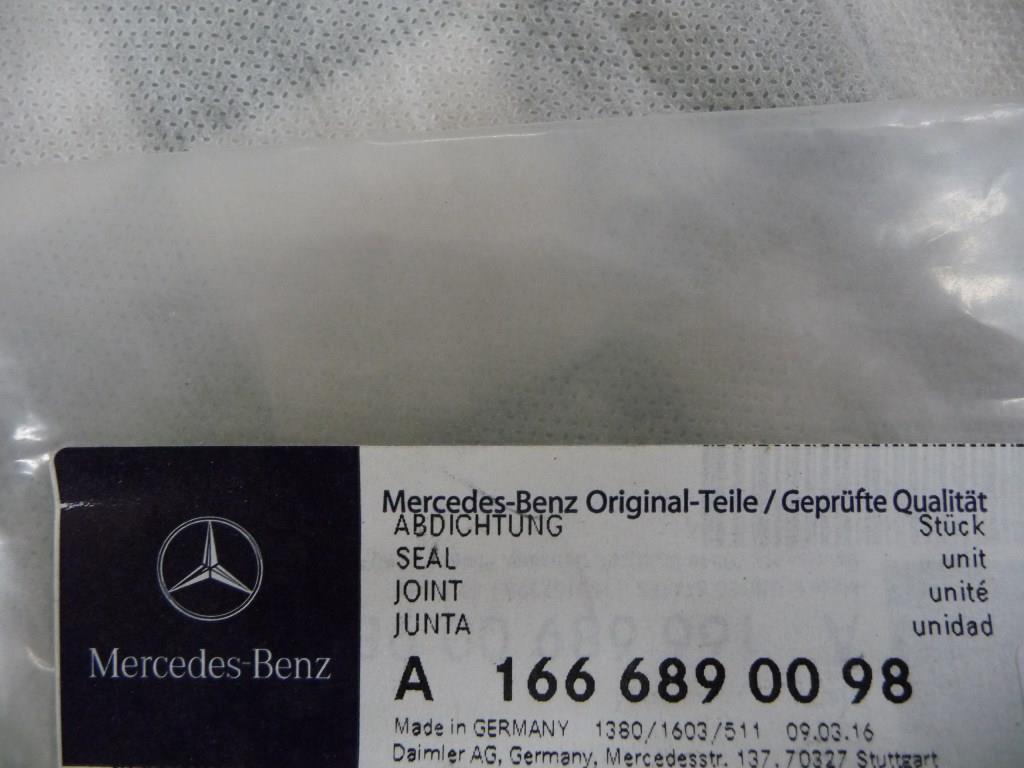 Mercedes-Benz
Mercedes-Benz Original-Teile / Geprüfte Qualität
ABDICHTUNG Stück
SEAL unit
JOINT unité
JUNTA unidad
A 166 689 00 98
Made in GERMANY 1380/1603/511 09.03.16
Daimler AG, Germany, Mercedesstr. 137, 70327 Stuttgart